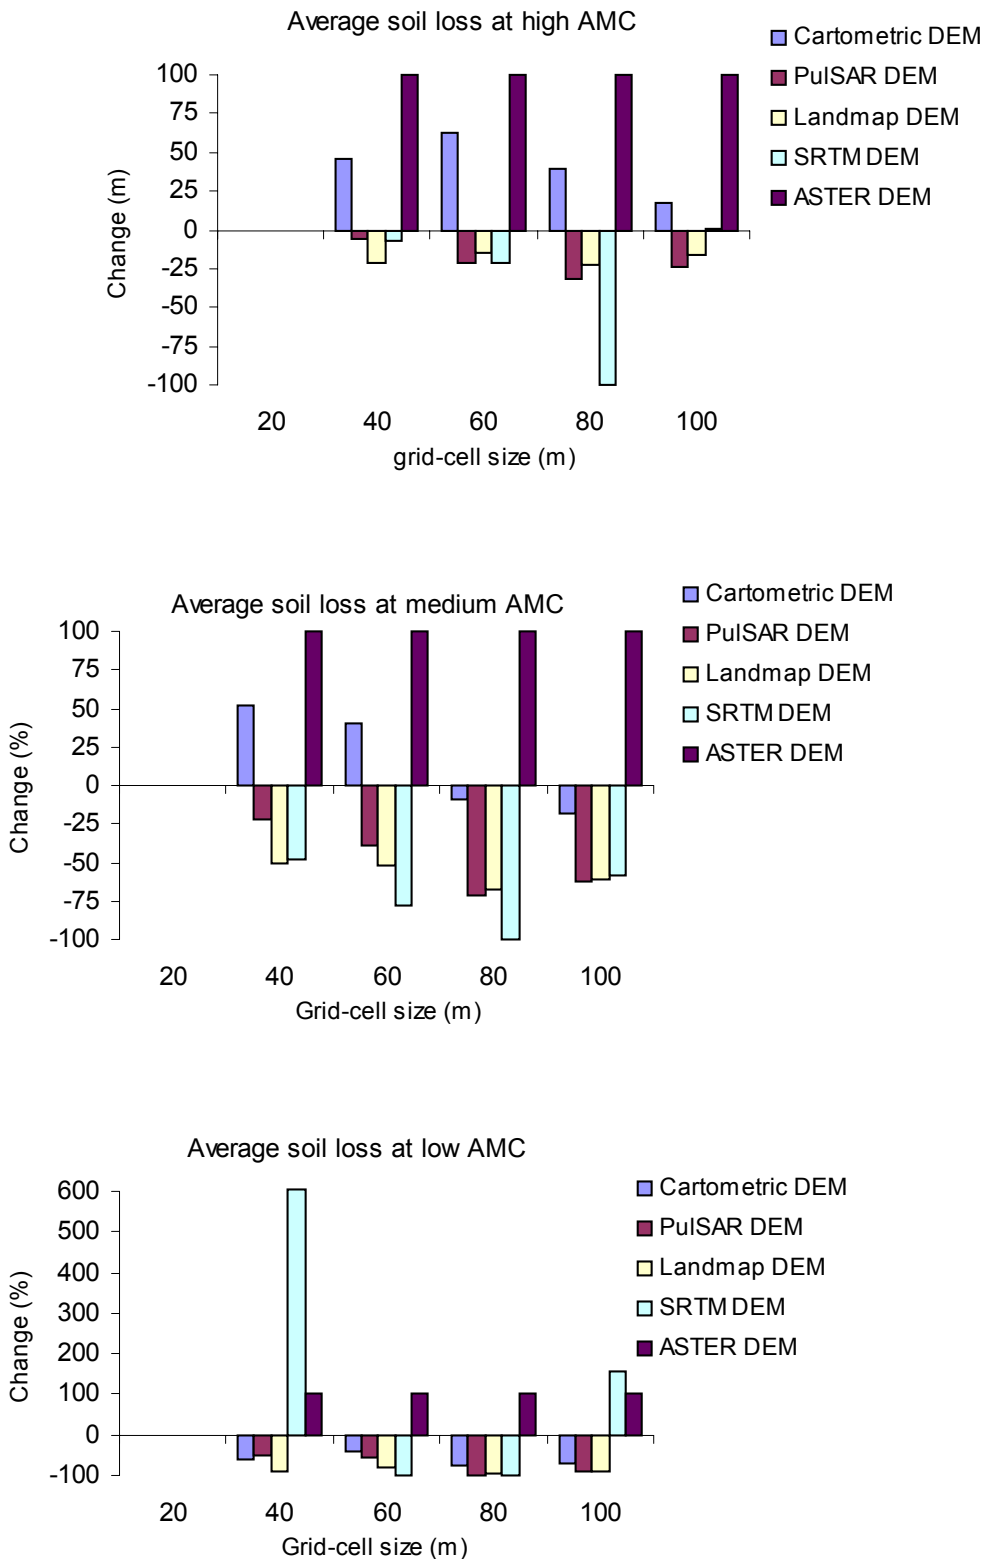 Average soil loss at high AMC
Cartometric DEM
PulSAR DEM
Landmap DEM
SRTM DEM
ASTER DEM
100
75
50
25
0
-25
-50
-75
-100
Change (m)
20 40 60 80 100
grid-cell size (m)
Average soil loss at medium AMC
Cartometric DEM
PulSAR DEM
Landmap DEM
SRTM DEM
ASTER DEM
100
75
50
25
0
-25
-50
-75
-100
Change (%)
20 40 60 80 100
Grid-cell size (m)
Average soil loss at low AMC
Cartometric DEM
PulSAR DEM
Landmap DEM
SRTM DEM
ASTER DEM
600
500
400
300
200
100
0
-100
Change (%)
20 40 60 80 100
Grid-cell size (m)